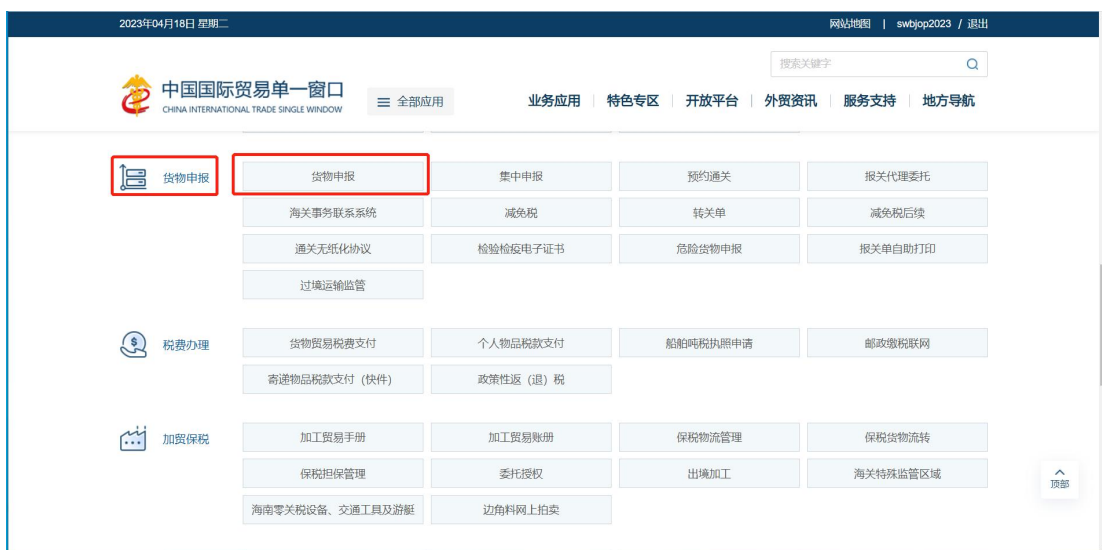 2023年04月18日 星期二
网站地图 | swbjop2023 / 退出
搜索关键字
中国国际贸易单一窗口
CHINA INTERNATIONAL TRADE SINGLE WINDOW
全部应用
业务应用 特色专区 开放平台 外贸资讯 服务支持 地方导航
货物申报
货物申报 集中申报 预约通关 报关代理委托
海关事务联系系统 减免税 转关单 减免税后续
通关无纸化协议 检验检疫电子证书 危险货物申报 报关单自助打印
过境运输监管
税费办理
货物贸易税费支付 个人物品税款支付 船舶吨税执照申请 邮政缴税联网
寄递物品税款支付（快件） 政策性返（退）税
加贸保税
加工贸易手册 加工贸易账册 保税物流管理 保税货物流转
保税担保管理 委托授权 出境加工 海关特殊监管区域
海南零关税设备、交通工具及游艇 边角料网上拍卖
顶部